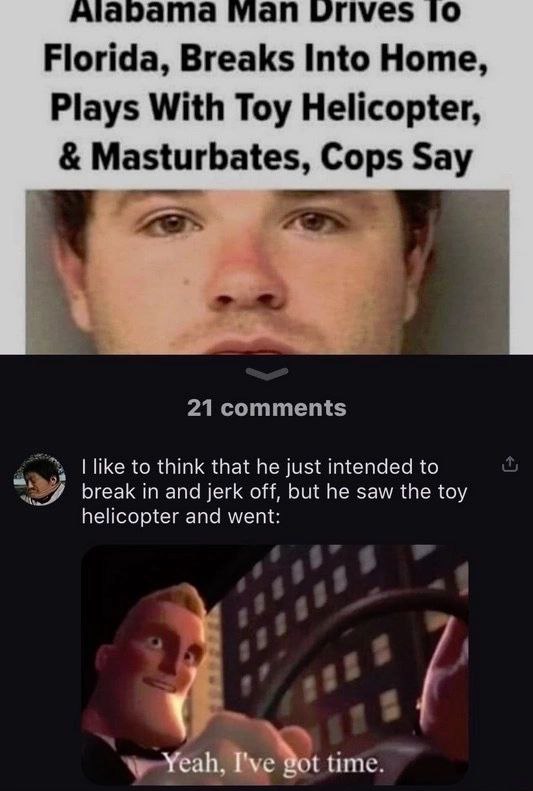 Alabama Man Drives To
Florida, Breaks Into Home,
Plays With Toy Helicopter,
& Masturbates, Cops Say
21 comments
I like to think that he just intended to
break in and jerk off, but he saw the toy
helicopter and went:
Yeah, I've got time.